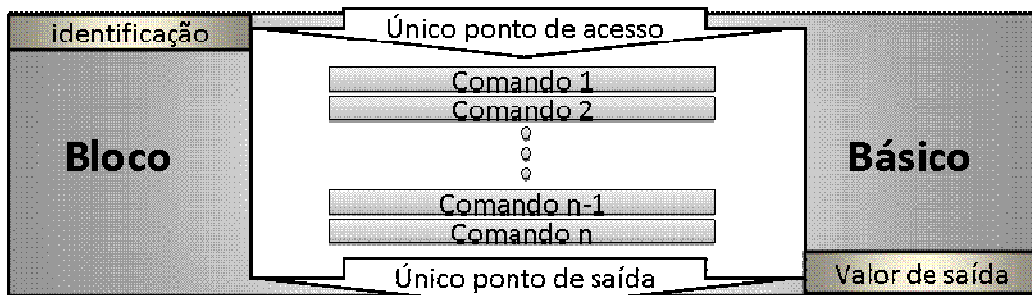 identificação
Único ponto de acesso
Comando 1
Comando 2
Bloco
Básico
Comando n-1
Comando n
Único ponto de saída
Valor de saída